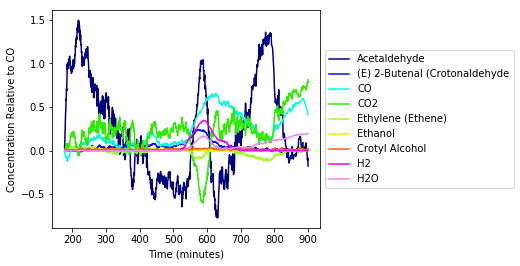 1.5
1.0
0.5
0.0
−0.5
Concentration Relative to CO
200 300 400 500 600 700 800 900
Time (minutes)
Acetaldehyde
(E) 2-Butenal (Crotonaldehyde
CO
CO2
Ethylene (Ethene)
Ethanol
Crotyl Alcohol
H2
H2O